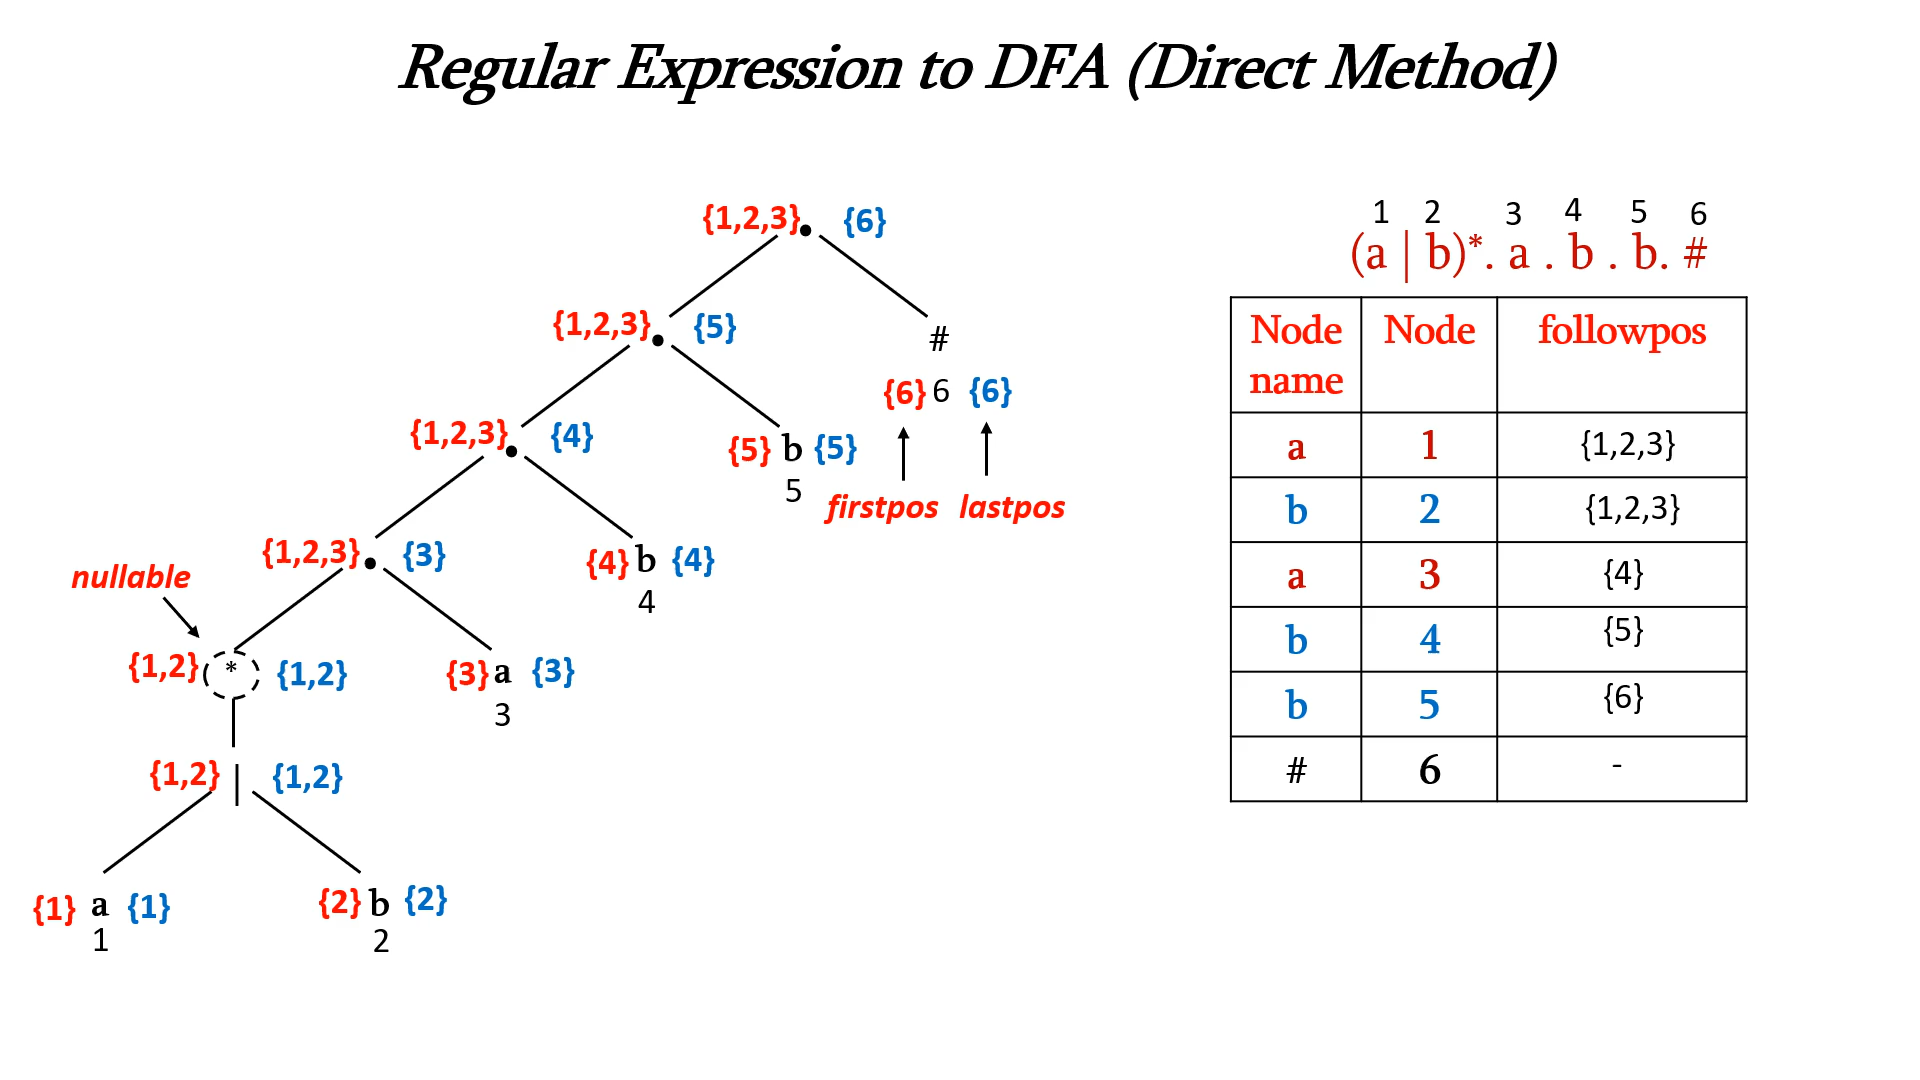 Regular Expression to DFA (Direct Method)
{1,2,3} . {6}
{1,2,3} . {5}
#
{6} 6 {6}
{1,2,3} . {4}
{5} b {5}
5
firstpos lastpos
{1,2,3} . {3}
{4} b {4}
4
nullable
{1,2} * {1,2}
{3} a {3}
3
{1,2} | {1,2}
{1} a {1}
1
{2} b {2}
2
1 2 3 4 5 6
(a | b)*. a . b . b. #
Node name Node followpos
a 1 {1,2,3}
b 2 {1,2,3}
a 3 {4}
b 4 {5}
b 5 {6}
# 6 -